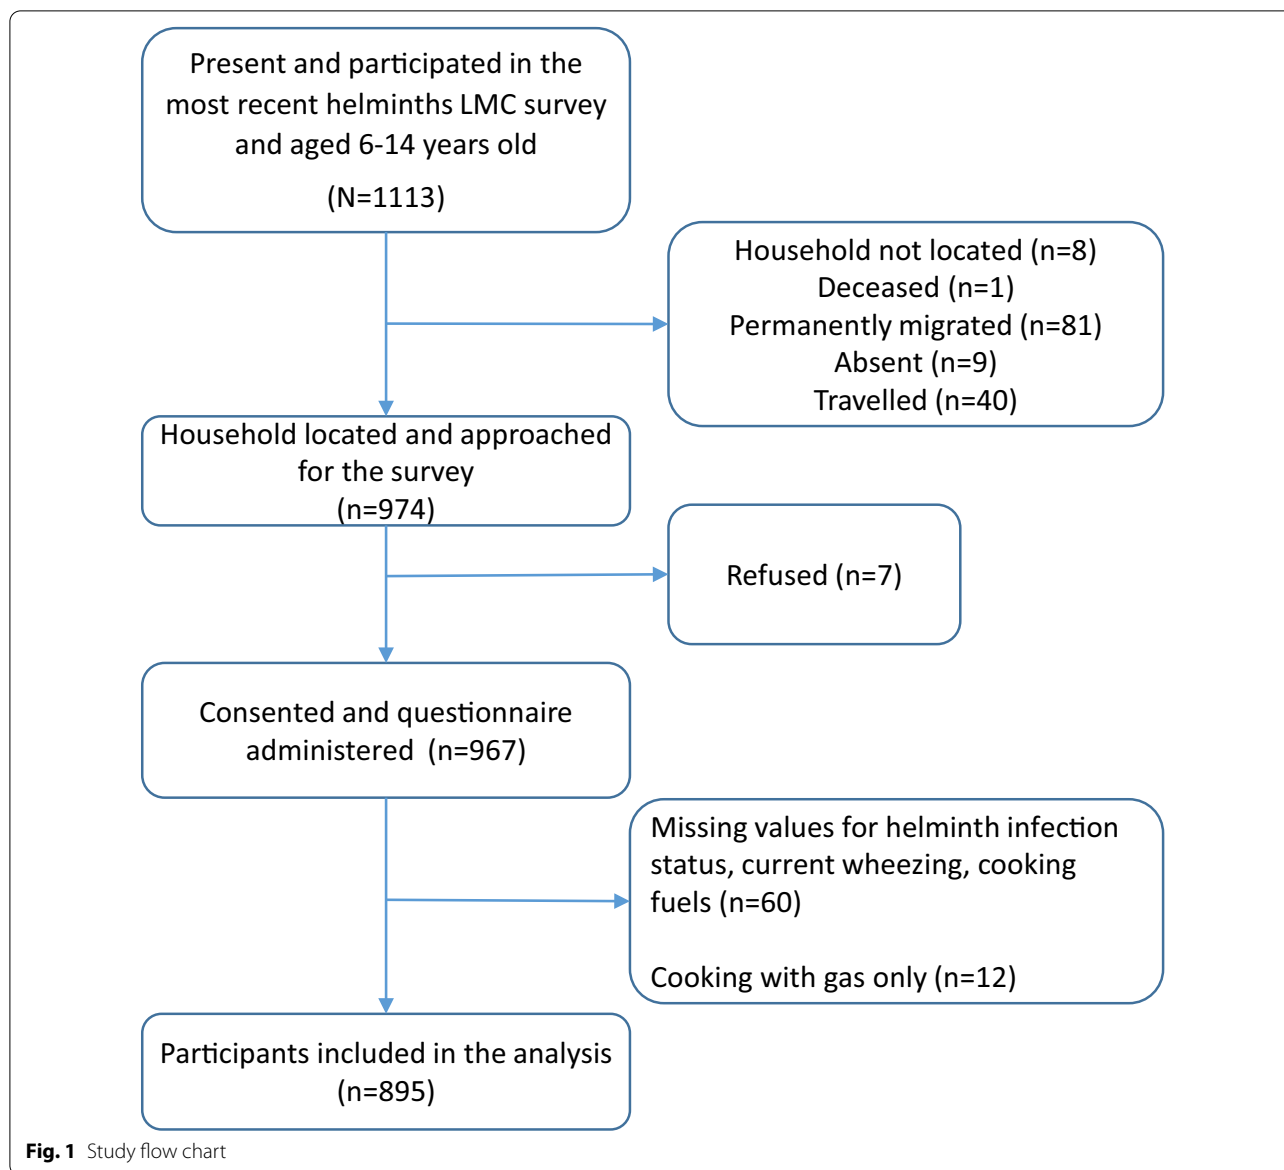 Present and participated in the
most recent helminths LMC survey
and aged 6-14 years old
(N=1113)
Household not located (n=8)
Deceased (n=1)
Permanently migrated (n=81)
Absent (n=9)
Travelled (n=40)
Household located and approached
for the survey
(n=974)
Refused (n=7)
Consented and questionnaire
administered (n=967)
Missing values for helminth infection
status, current wheezing, cooking
fuels (n=60)
Cooking with gas only (n=12)
Participants included in the analysis
(n=895)
Fig. 1 Study flow chart